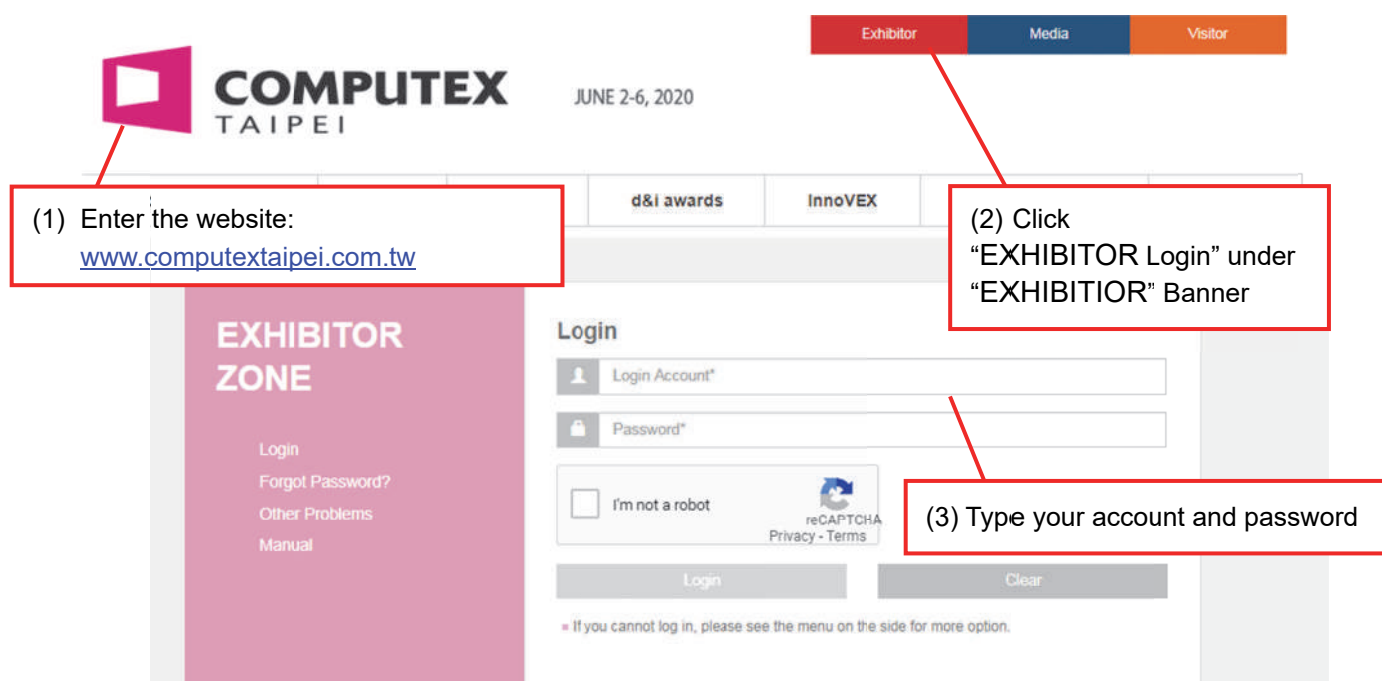 Exhibitor
Media
Visitor
COMPUTEX
TAIPEI
JUNE 2-6, 2020
d&i awards
InnoVEX
(1) Enter the website:
www.computextaipei.com.tw
(2) Click
“EXHIBITOR Login” under
“EXHIBITIOR” Banner
EXHIBITOR
ZONE
Login
Forgot Password?
Other Problems
Manual
Login
Login Account*
Password*
I'm not a robot
reCAPTCHA
Privacy - Terms
(3) Type your account and password
Login
Clear
If you cannot log in, please see the menu on the side for more option.